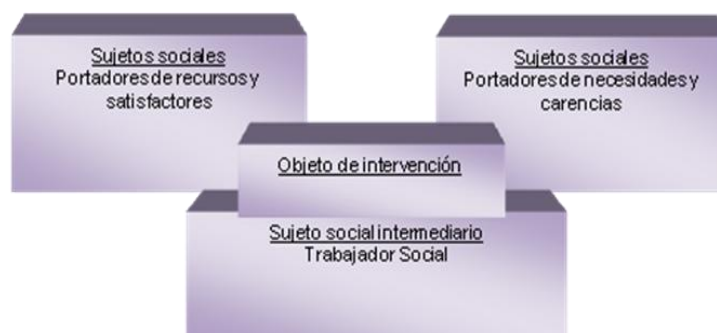 Sujetos sociales
Portadores de recursos y
satisfactores
Sujetos sociales
Portadores de necesidades y
carencias
Objeto de intervención
Sujeto social intermediario
Trabajador Social